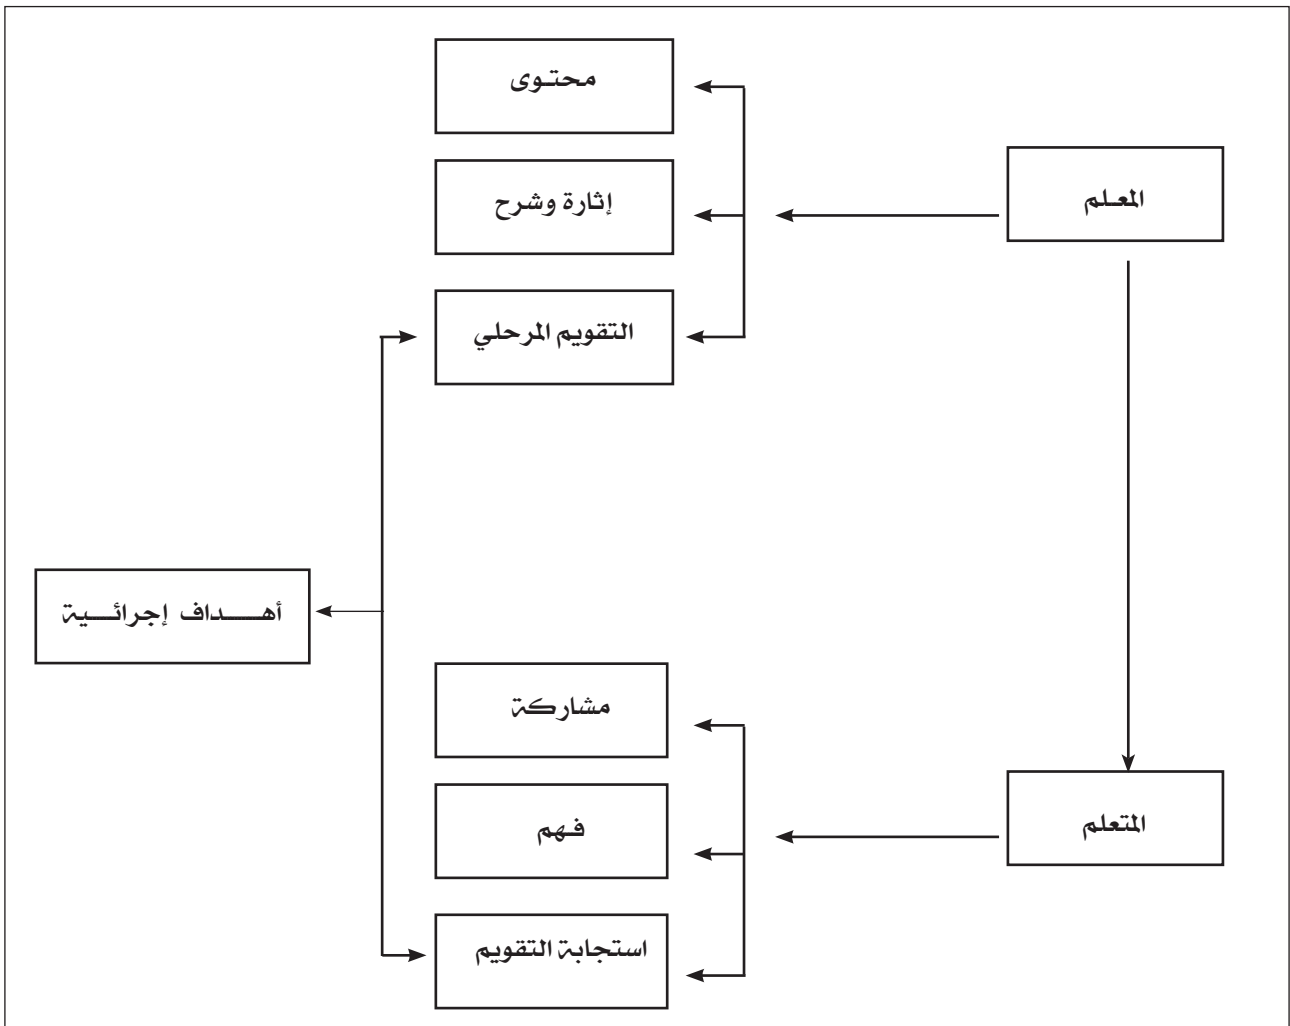 محتوى
المعلم
إثارة وشرح
التقويم المرحلي
أهداف إجرائية
مشاركة
المتعلم
فهم
استجابة التقويم